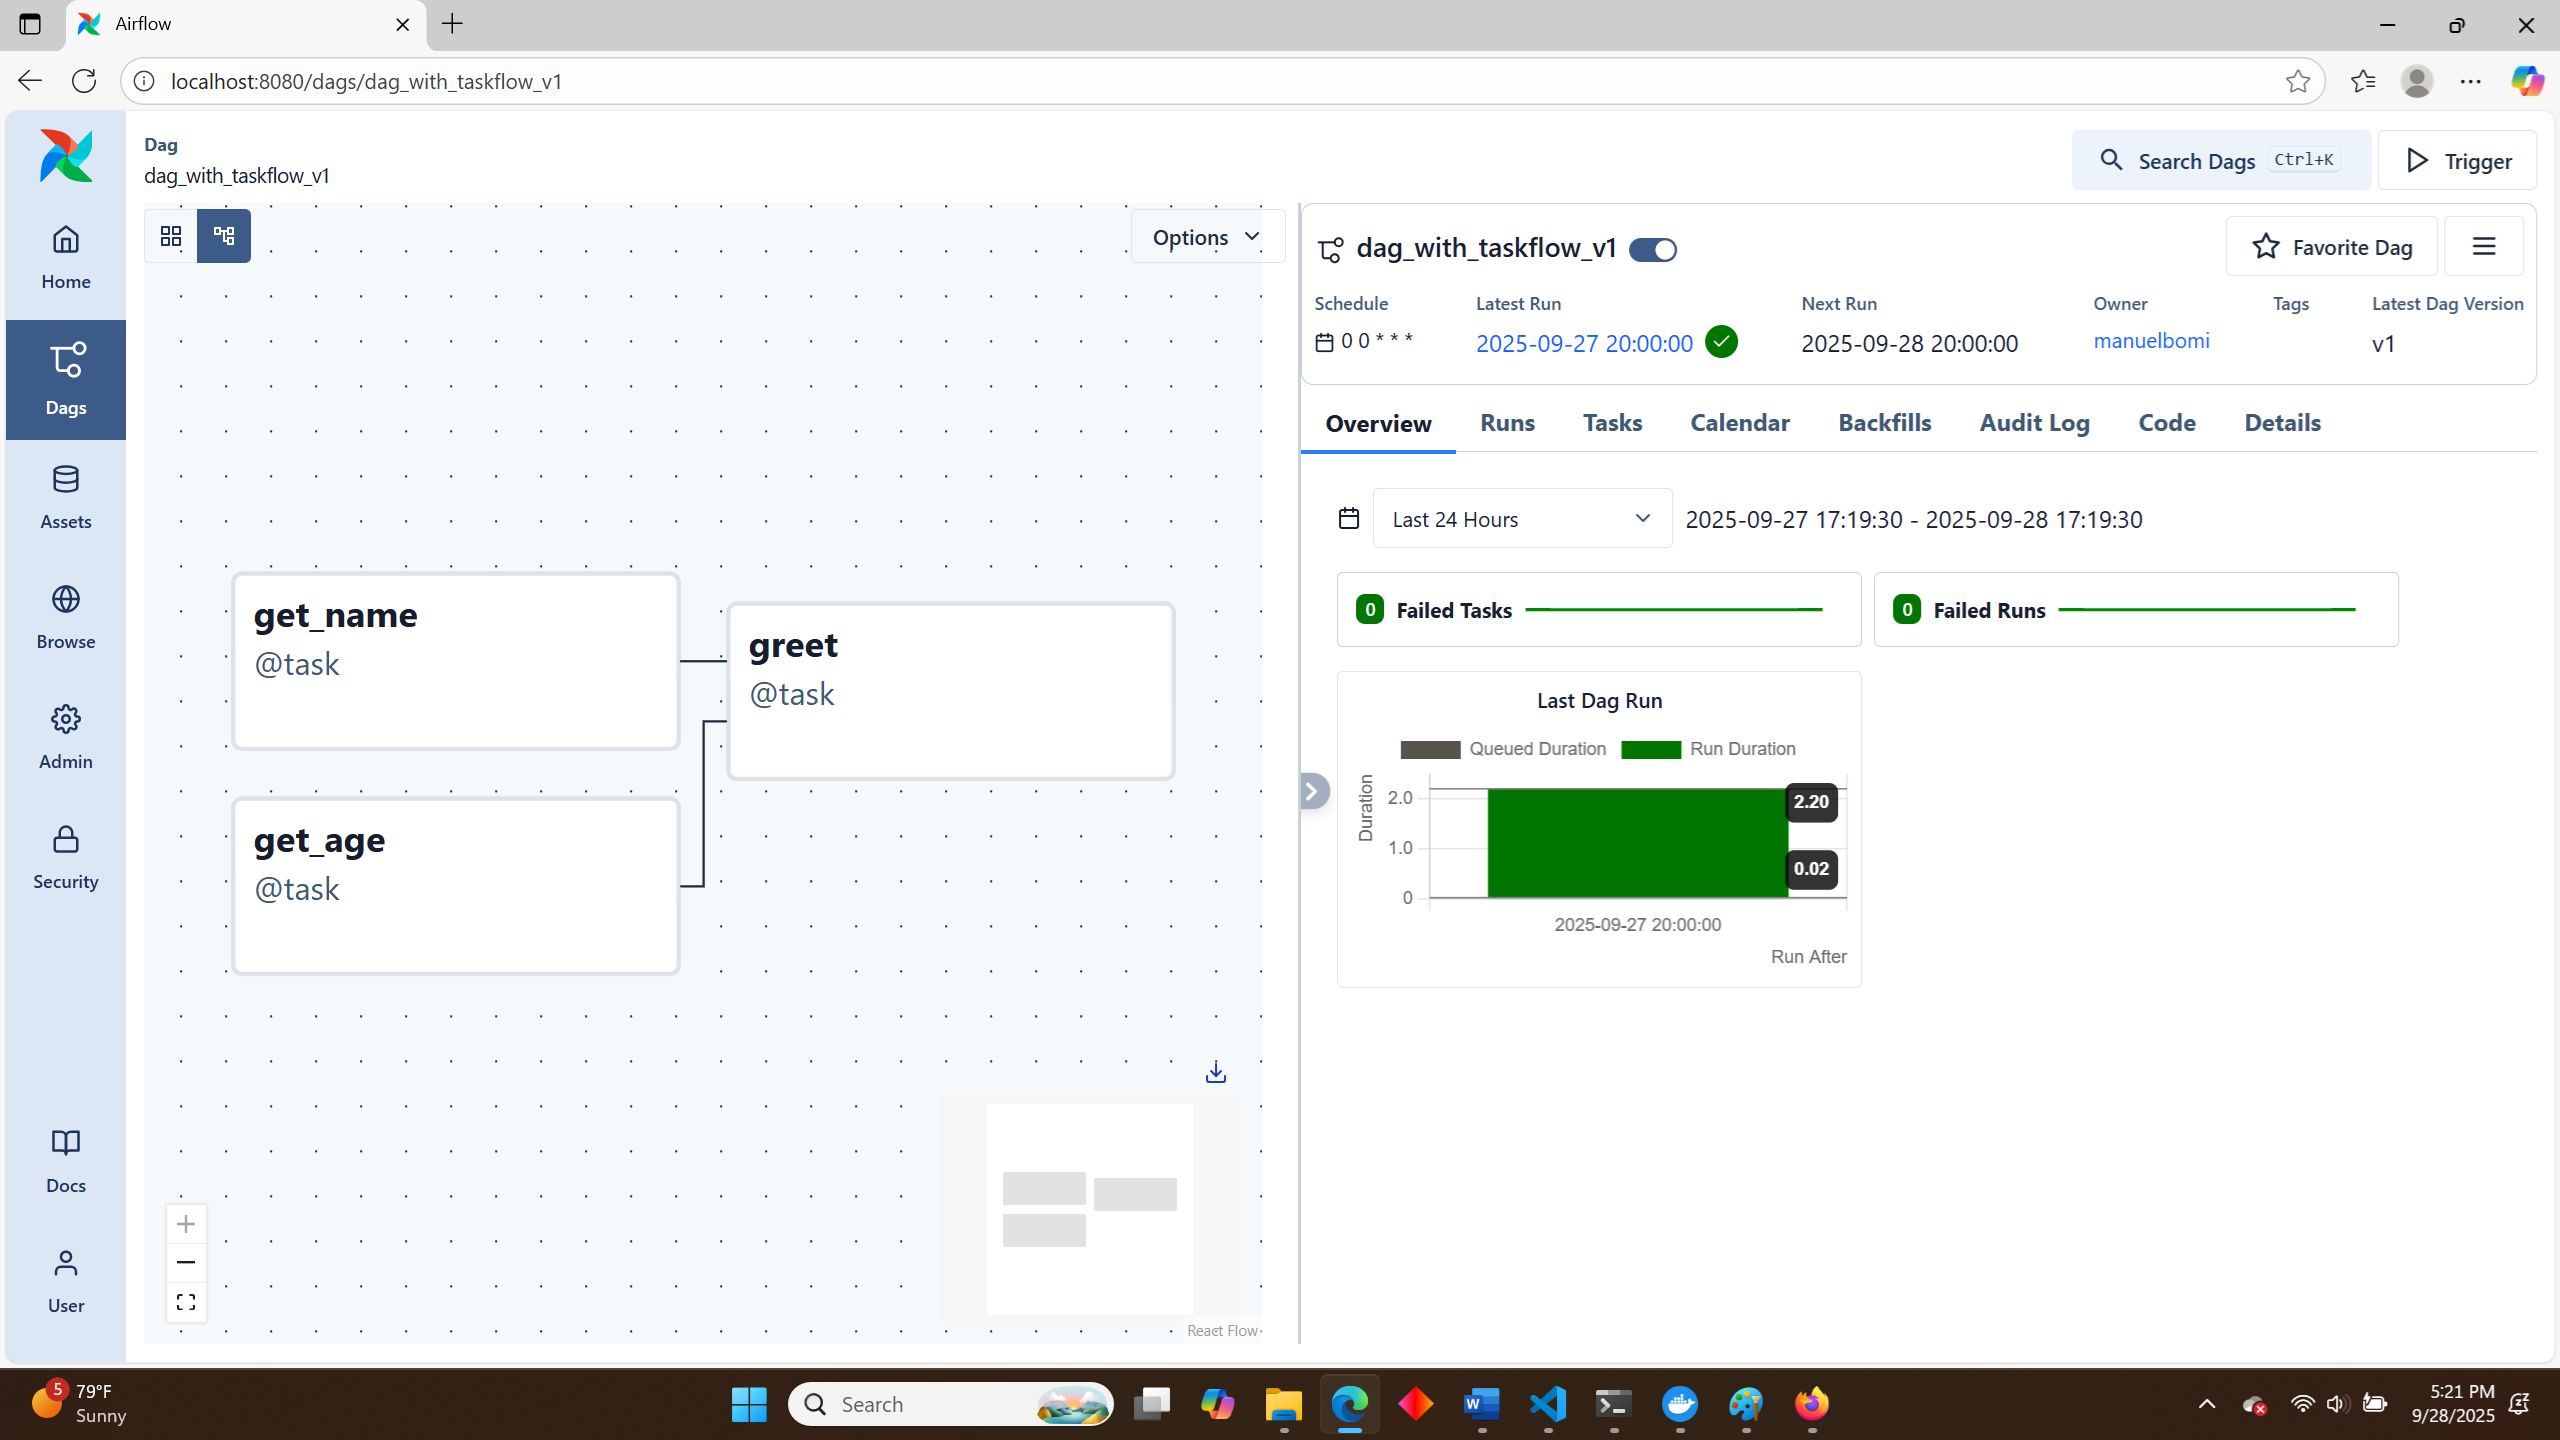 Airflow
localhost:8080/dags/dag_with_taskflow_v1
Dag
dag_with_taskflow_v1
Search Dags Ctrl+K
Trigger
Home
Dags
Assets
Browse
Admin
Security
Docs
User
Options
get_name
@task
get_age
@task
greet
@task
React Flow
dag_with_taskflow_v1
Favorite Dag
Schedule Latest Run Next Run Owner Tags Latest Dag Version
0 0 * * * 2025-09-27 20:00:00 2025-09-28 20:00:00 manuelbomi v1
Overview Runs Tasks Calendar Backfills Audit Log Code Details
Last 24 Hours 2025-09-27 17:19:30 - 2025-09-28 17:19:30
0 Failed Tasks
0 Failed Runs
Last Dag Run
Queued Duration Run Duration
Duration
2.0
1.0
0
2.20
0.02
2025-09-27 20:00:00
Run After
5
79°F
Sunny
Search
5:21 PM
9/28/2025